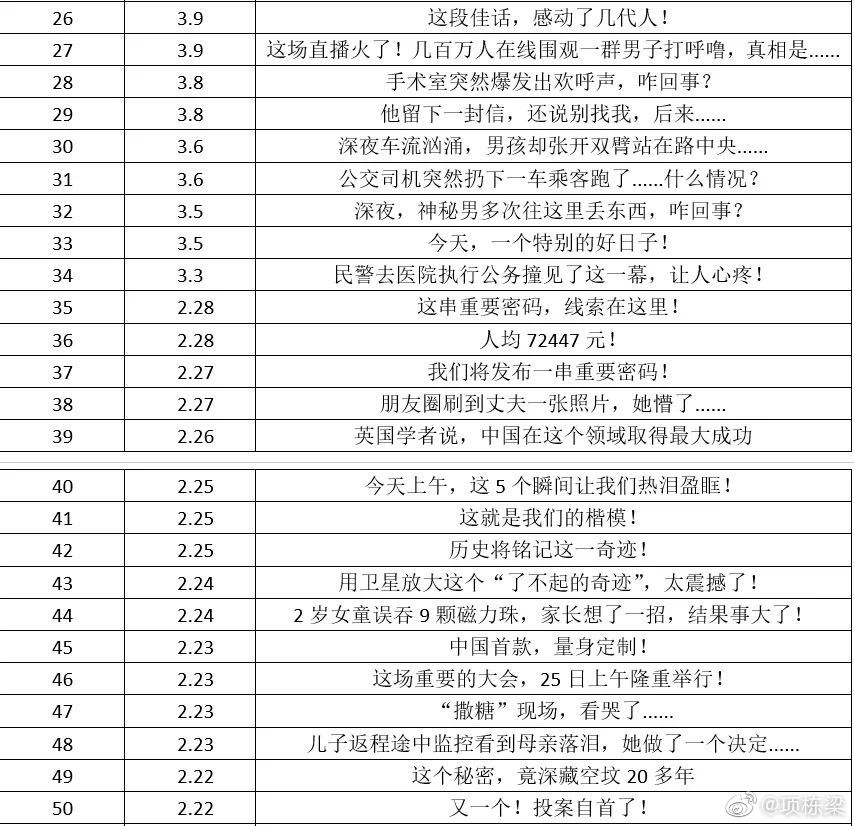 26 3.9 这段佳话，感动了几代人！
27 3.9 这场直播火了！几百万人在线围观一群男子打呼噜，真相是......
28 3.8 手术室突然爆发出欢呼声，咋回事？
29 3.8 他留下一封信，还说别找我，后来......
30 3.6 深夜车流汹涌，男孩却张开双臂站在路中央......
31 3.6 公交司机突然扔下一车乘客跑了......什么情况？
32 3.5 深夜，神秘男多次往这里丢东西，咋回事？
33 3.5 今天，一个特别的好日子！
34 3.3 民警去医院执行公务撞见了这一幕，让人心疼！
35 2.28 这串重要密码，线索在这里！
36 2.28 人均 72447 元！
37 2.27 我们将发布一串重要密码！
38 2.27 朋友圈刷到丈夫一张照片，她懵了......
39 2.26 英国学者说，中国在这个领域取得最大成功
40 2.25 今天上午，这 5 个瞬间让我们热泪盈眶！
41 2.25 这就是我们的楷模！
42 2.25 历史将铭记这一奇迹！
43 2.24 用卫星放大这个“了不起的奇迹”，太震撼了！
44 2.24 2 岁女童误吞 9 颗磁力珠，家长想了一招，结果事大了！
45 2.23 中国首款，量身定制！
46 2.23 这场重要的大会，25 日上午隆重举行！
47 2.23 “撒糖”现场，看哭了......
48 2.23 儿子返程途中监控看到母亲落泪，她做了一个决定......
49 2.22 这个秘密，竟深藏空坟 20 多年
50 2.22 又一个！投案自首了！
@项栋梁